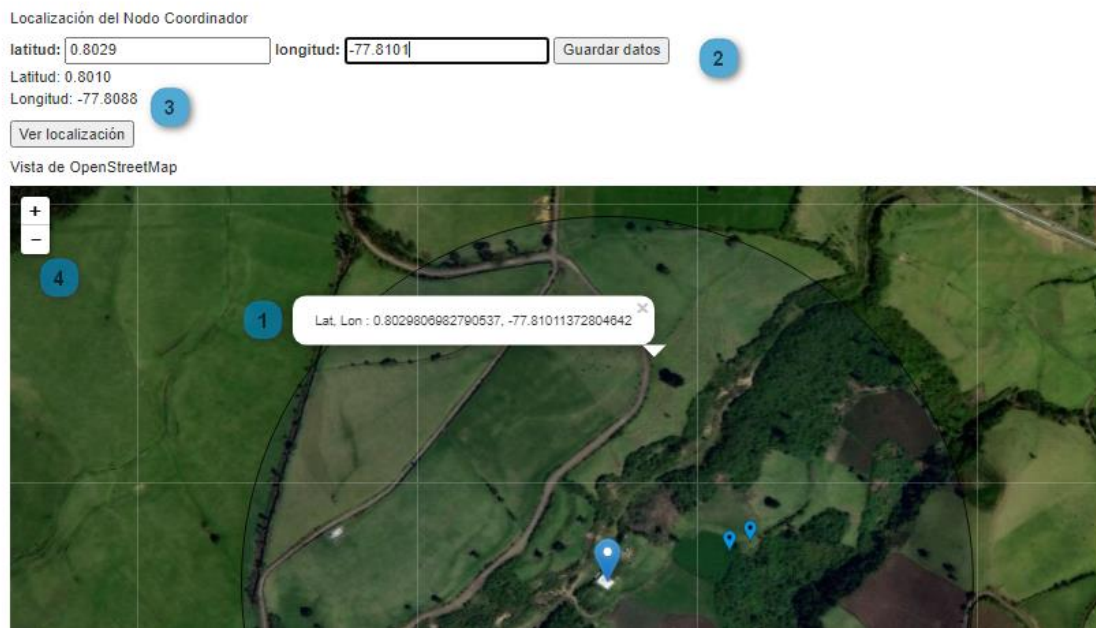 Localización del Nodo Coordinador
latitud: 0.8029 longitud: -77.8101 Guardar datos
2
Latitud: 0.8010
Longitud: -77.8088
3
Ver localización
Vista de OpenStreetMap
+
−
4
1
Lat, Lon : 0.8029806982790537, -77.81011372804642 ×